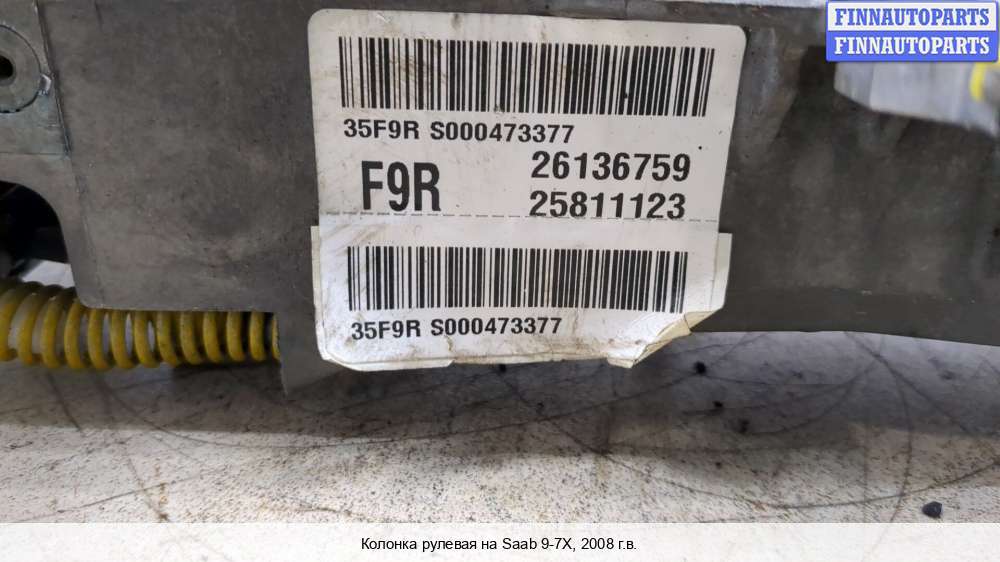 FINNAUTOPARTS
FINNAUTOPARTS
35F9R S000473377
F9R
26136759
25811123
35F9R S000473377
Колонка рулевая на Saab 9-7X, 2008 г.в.